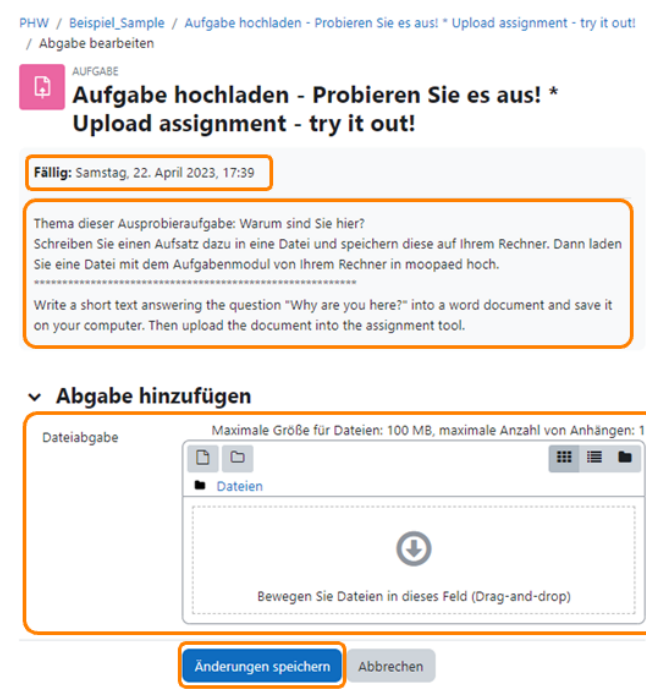 PHW / Beispiel_Sample / Aufgabe hochladen - Probieren Sie es aus! * Upload assignment - try it out!
/ Abgabe bearbeiten
AUFGABE
Aufgabe hochladen - Probieren Sie es aus! *
Upload assignment - try it out!
Fällig: Samstag, 22. April 2023, 17:39
Thema dieser Ausprobieraufgabe: Warum sind Sie hier?
Schreiben Sie einen Aufsatz dazu in eine Datei und speichern diese auf Ihrem Rechner. Dann laden
Sie eine Datei mit dem Aufgabenmodul von Ihrem Rechner in moopaed hoch.
*********************************************************
Write a short text answering the question "Why are you here?" into a word document and save it
on your computer. Then upload the document into the assignment tool.
Abgabe hinzufügen
Dateiabgabe
Maximale Größe für Dateien: 100 MB, maximale Anzahl von Anhängen: 1
Dateien
Bewegen Sie Dateien in dieses Feld (Drag-and-drop)
Änderungen speichern
Abbrechen